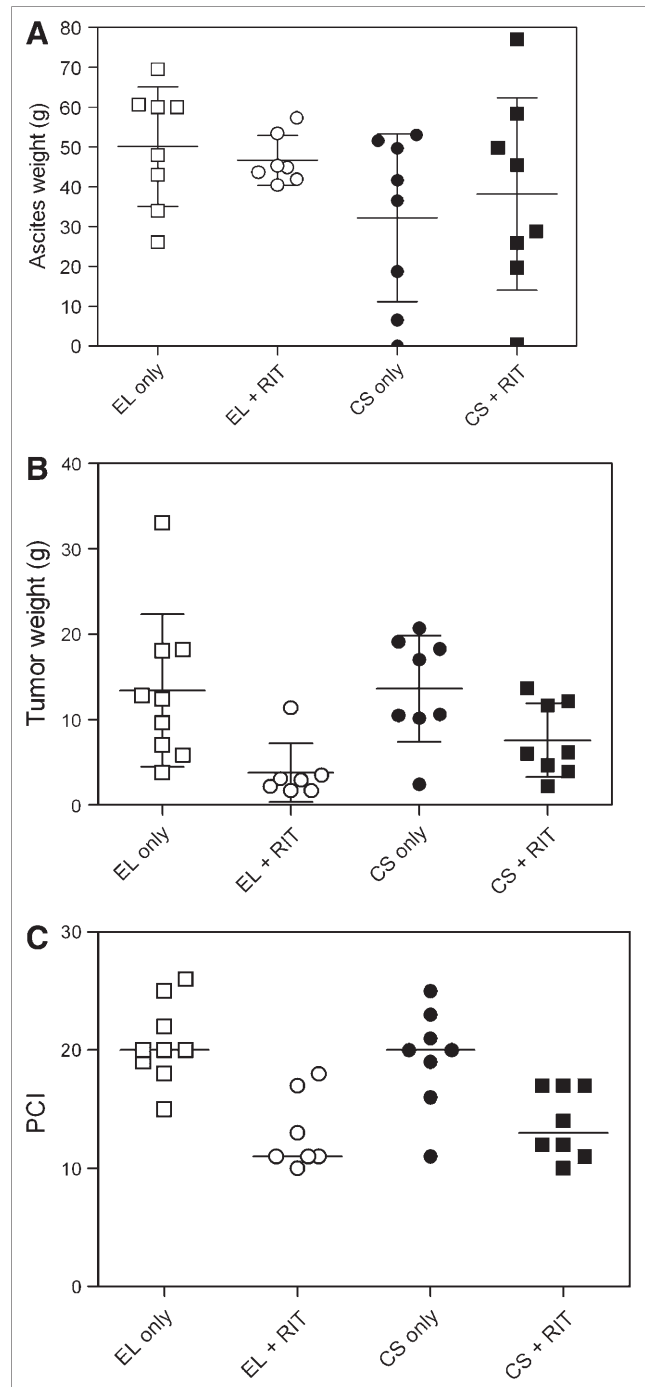 A
Ascites weight (g)
80
70
60
50
40
30
20
10
0
EL only
EL + RIT
CS only
CS + RIT
B
Tumor weight (g)
40
30
20
10
0
EL only
EL + RIT
CS only
CS + RIT
C
PCI
30
20
10
0
EL only
EL + RIT
CS only
CS + RIT